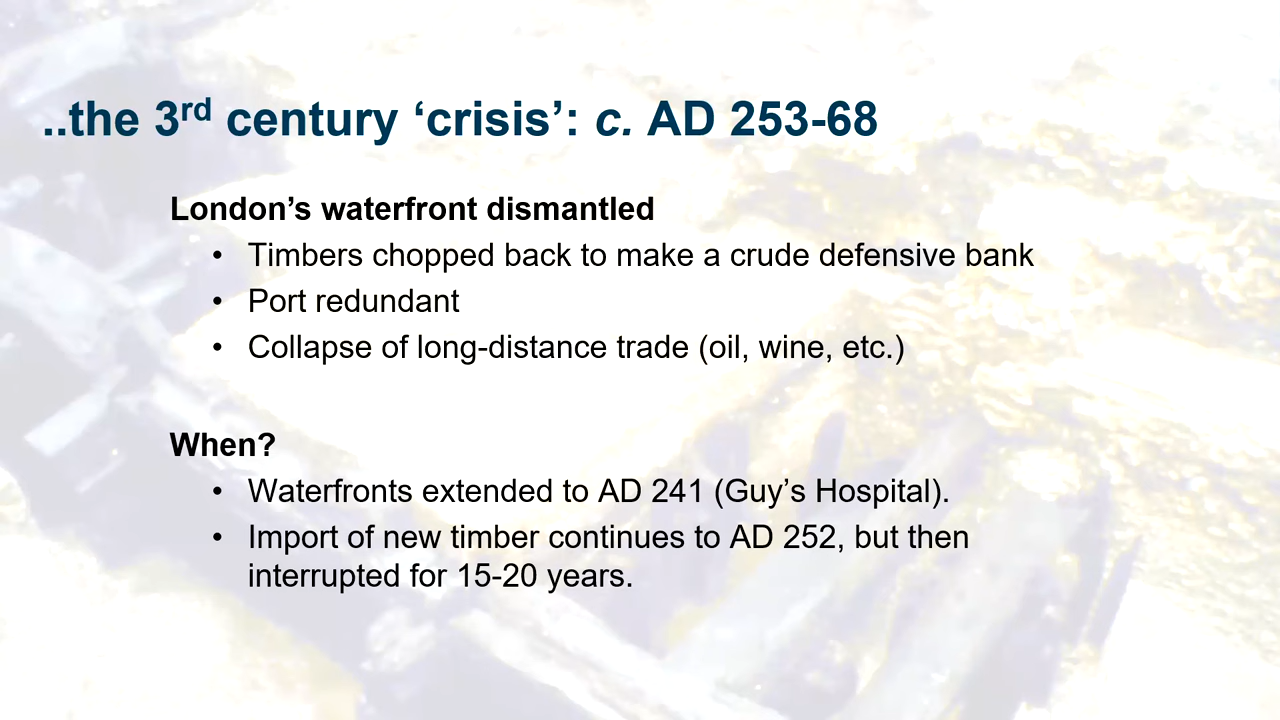 ..the 3rd century ‘crisis’: c. AD 253-68
London’s waterfront dismantled
• Timbers chopped back to make a crude defensive bank
• Port redundant
• Collapse of long-distance trade (oil, wine, etc.)
When?
• Waterfronts extended to AD 241 (Guy’s Hospital).
• Import of new timber continues to AD 252, but then
interrupted for 15-20 years.